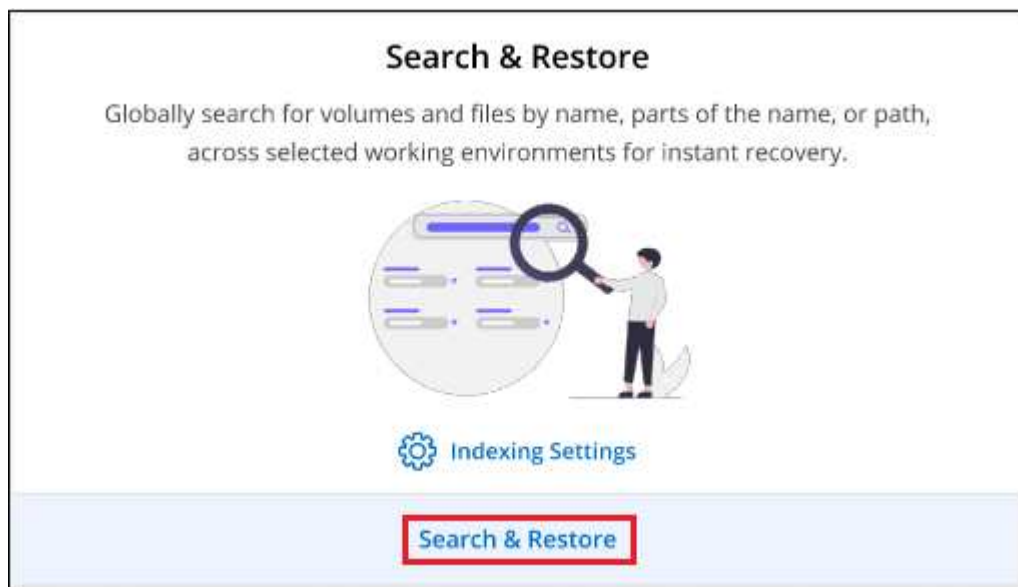 Search & Restore
Globally search for volumes and files by name, parts of the name, or path,
across selected working environments for instant recovery.
Indexing Settings
Search & Restore